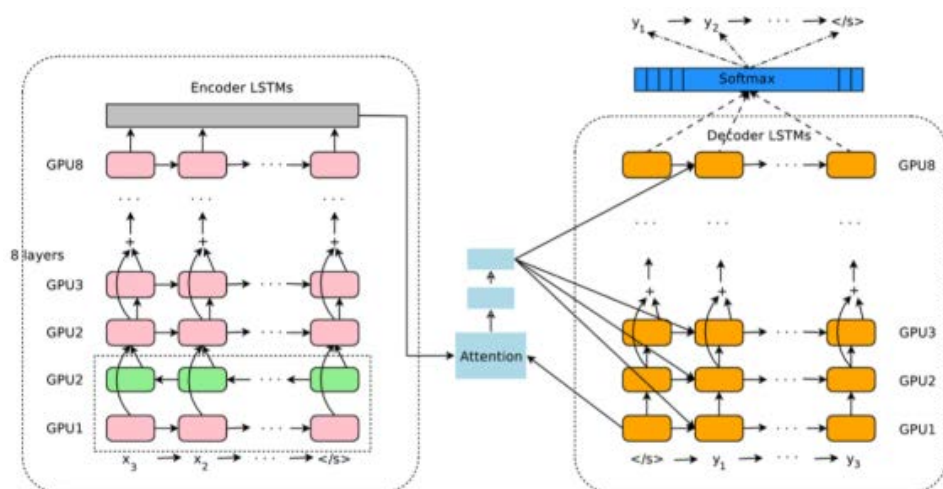 y1 y2 · · · </s>
Softmax
Encoder LSTMs
Decoder LSTMs
GPU8
GPU8
· · ·
8 layers
+ + +
+ + +
GPU3
GPU3
GPU2
Attention
GPU2
GPU2
GPU1
GPU1
x3 x2 · · · </s>
</s> y1 · · · y3